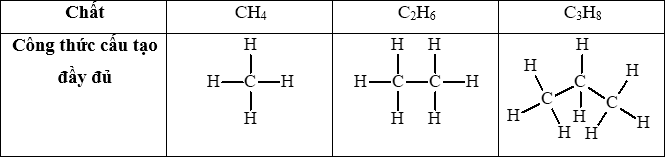 Chất CH4 C2H6 C3H8
Công thức cấu tạo
đầy đủ
H
H C H
H
H H
H C C H
H H
H
H C H
H C H C H
H H H